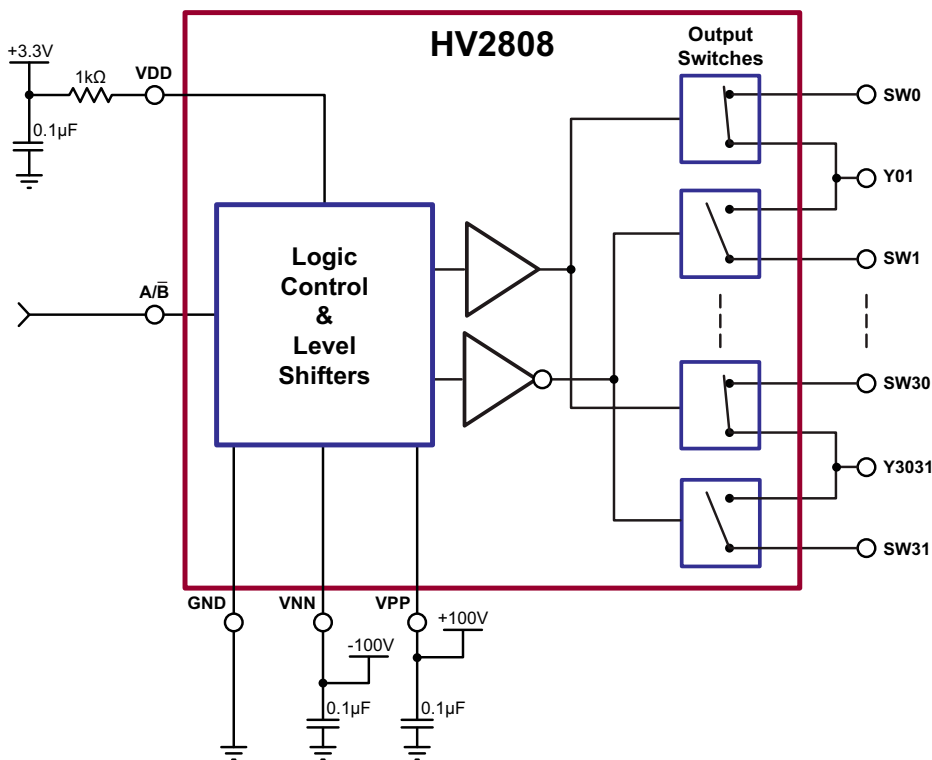 HV2808
Output
Switches
+3.3V
1kΩ
VDD
0.1µF
SW0
Y01
SW1
Logic
Control
&
Level
Shifters
A/B̅
SW30
Y3031
SW31
GND
VNN
VPP
-100V
+100V
0.1µF
0.1µF